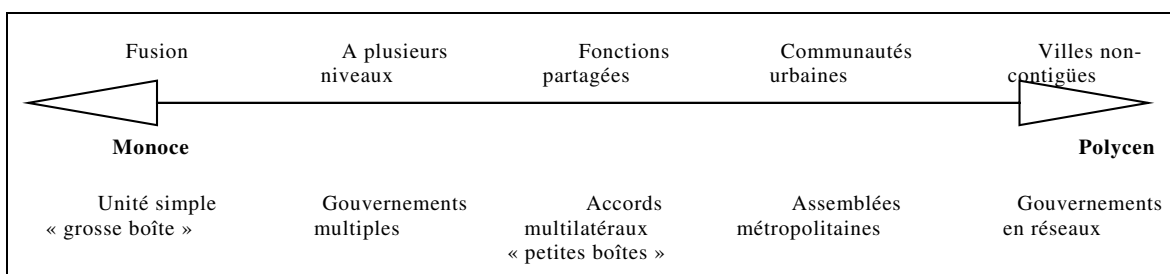 Fusion
A plusieurs
niveaux
Fonctions
partagées
Communautés
urbaines
Villes non-
contigües
Monoce
Polycen
Unité simple
« grosse boîte »
Gouvernements
multiples
Accords
multilatéraux
« petites boîtes »
Assemblées
métropolitaines
Gouvernements
en réseaux